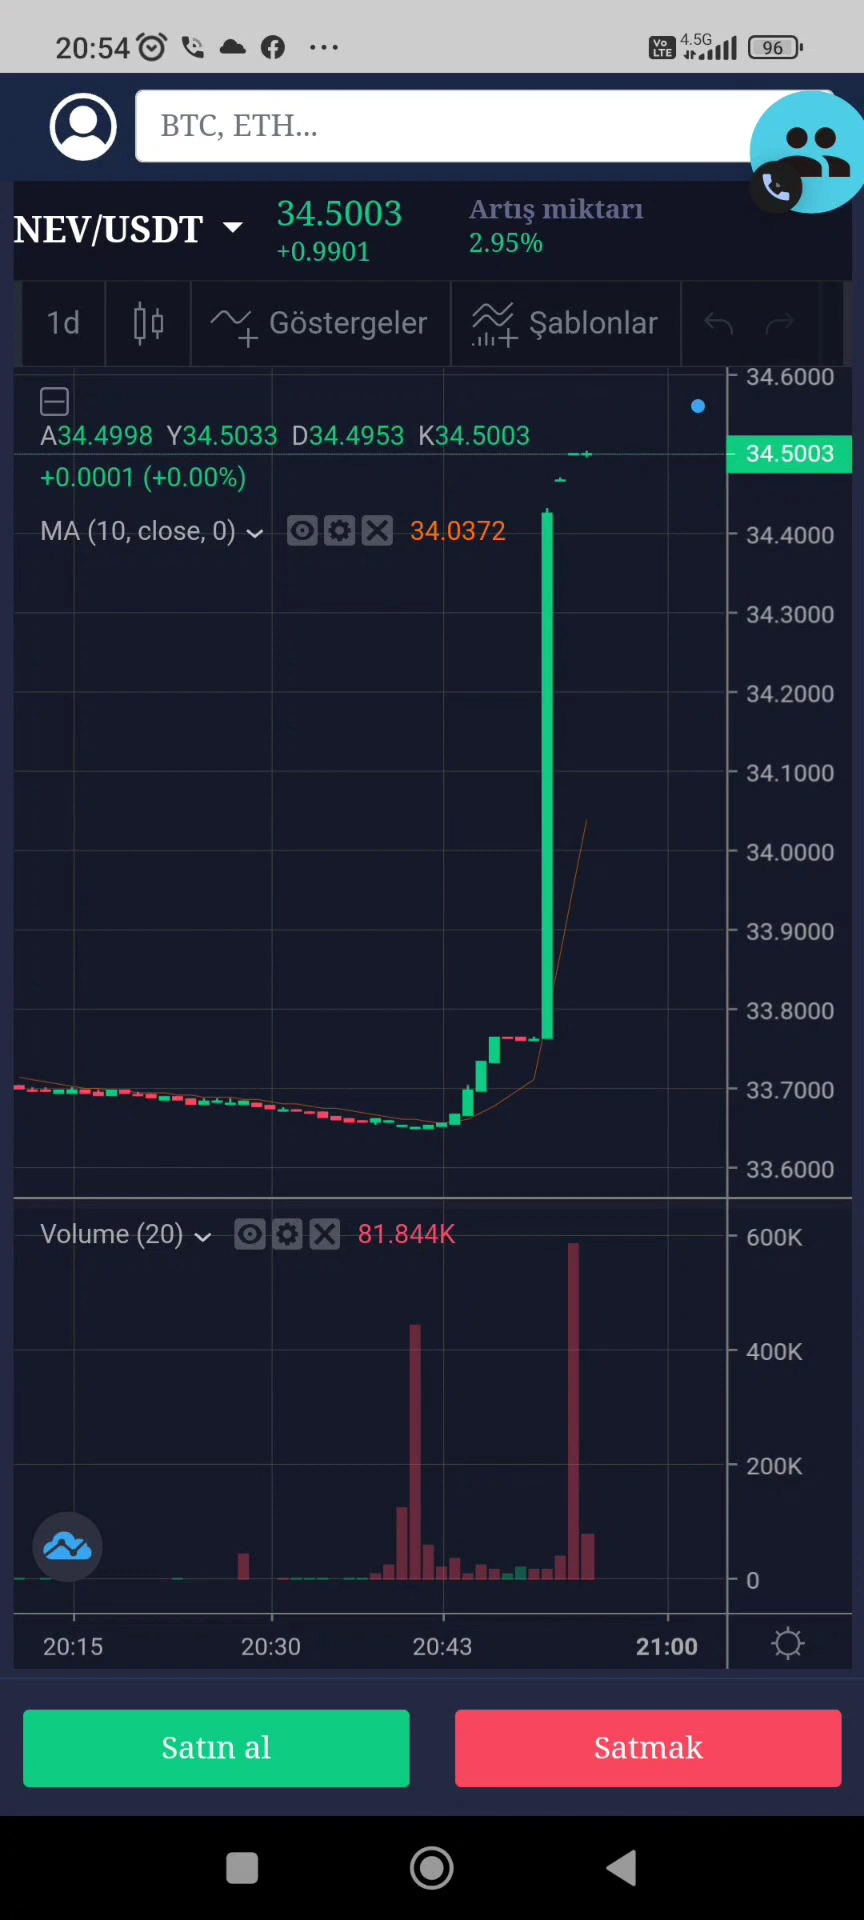 20:54 ... Vo LTE 4.5G 96
BTC, ETH...
NEV/USDT 34.5003 Artış miktarı
+0.9901 2.95%
1d Göstergeler Şablonlar
34.6000
A34.4998 Y34.5033 D34.4953 K34.5003
34.5003
+0.0001 (+0.00%)
MA (10, close, 0) 34.0372
34.4000
34.3000
34.2000
34.1000
34.0000
33.9000
33.8000
33.7000
33.6000
Volume (20) 81.844K
600K
400K
200K
0
20:15 20:30 20:43 21:00
Satın al Satmak